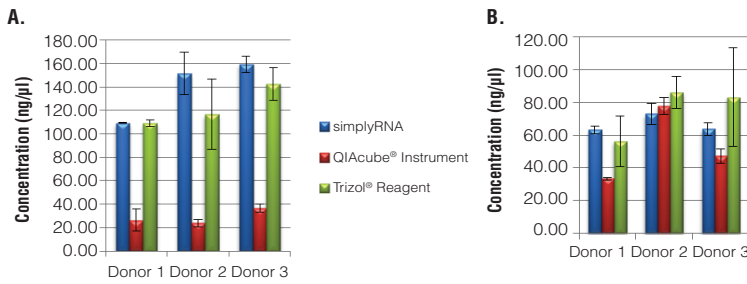 A.
Concentration (ng/µl)
180.00
160.00
140.00
120.00
100.00
80.00
60.00
40.00
20.00
0.00
Donor 1 Donor 2 Donor 3
simplyRNA
QIAcube® Instrument
Trizol® Reagent
B.
Concentration (ng/µl)
120.00
100.00
80.00
60.00
40.00
20.00
0.00
Donor 1 Donor 2 Donor 3